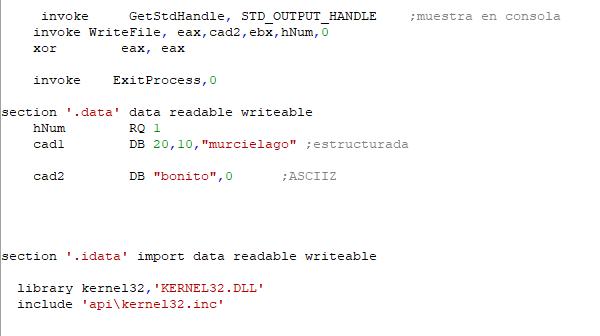 invoke GetStdHandle, STD_OUTPUT_HANDLE ;muestra en consola
invoke WriteFile, eax,cad2,ebx,hNum,0
xor eax, eax
invoke ExitProcess,0
section '.data' data readable writeable
hNum RQ 1
cad1 DB 20,10,"murcielago" ;estructurada
cad2 DB "bonito",0 ;ASCIIZ
section '.idata' import data readable writeable
library kernel32,'KERNEL32.DLL'
include 'api\kernel32.inc'